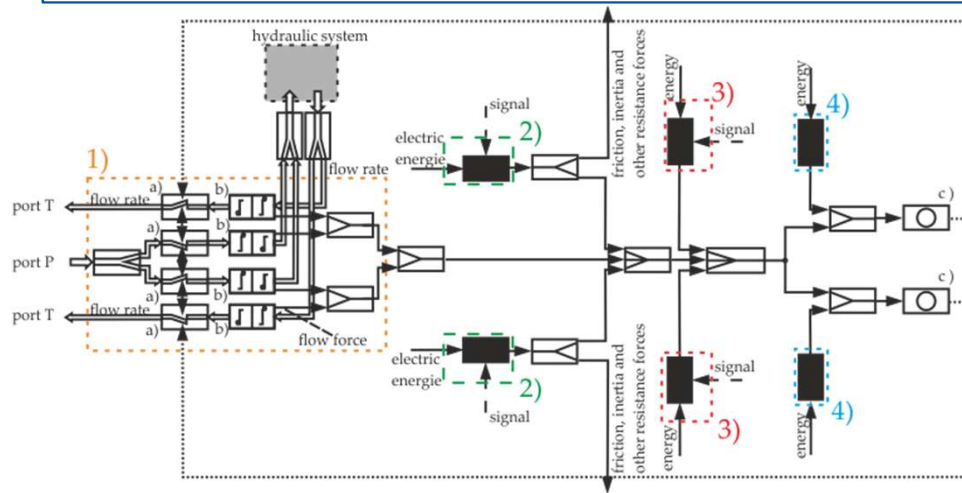 hydraulic system
signal
2)
electric
energie
friction, inertia and
other resistance forces
energy
3)
signal
energy
4)
1)
flow rate
a)
b)
port T
flow rate
a)
b)
c )
port P
a)
b)
c )
port T
flow rate
a)
b)
flow force
electric
energie
2)
signal
friction, inertia and
other resistance forces
3)
signal
energy
4)
energy